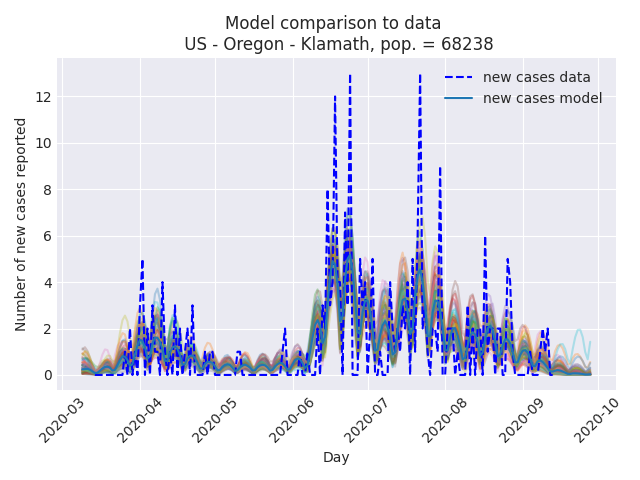 Model comparison to data
US - Oregon - Klamath, pop. = 68238
new cases data
new cases model
Number of new cases reported
12
10
8
6
4
2
0
2020-03
2020-04
2020-05
2020-06
2020-07
2020-08
2020-09
2020-10
Day